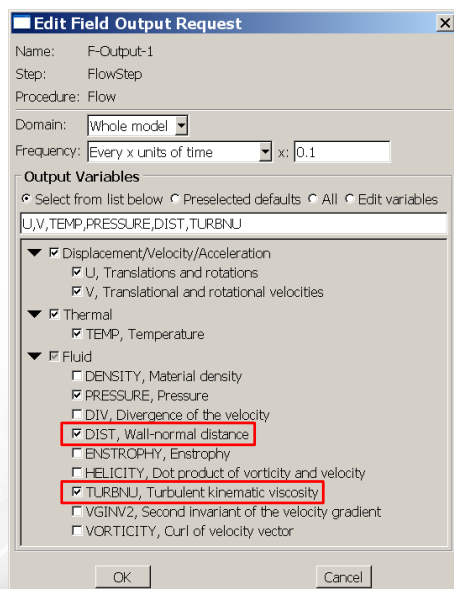 Edit Field Output Request
Name: F-Output-1
Step: FlowStep
Procedure: Flow
Domain: Whole model
Frequency: Every x units of time x: 0.1
Output Variables
Select from list below Preselected defaults All Edit variables
U,V,TEMP,PRESSURE,DIST,TURBNU
Displacement/Velocity/Acceleration
U, Translations and rotations
V, Translational and rotational velocities
Thermal
TEMP, Temperature
Fluid
DENSITY, Material density
PRESSURE, Pressure
DIV, Divergence of the velocity
DIST, Wall-normal distance
ENSTROPHY, Enstrophy
HELICITY, Dot product of vorticity and velocity
TURBNU, Turbulent kinematic viscosity
VGINV2, Second invariant of the velocity gradient
VORTICITY, Curl of velocity vector
OK Cancel